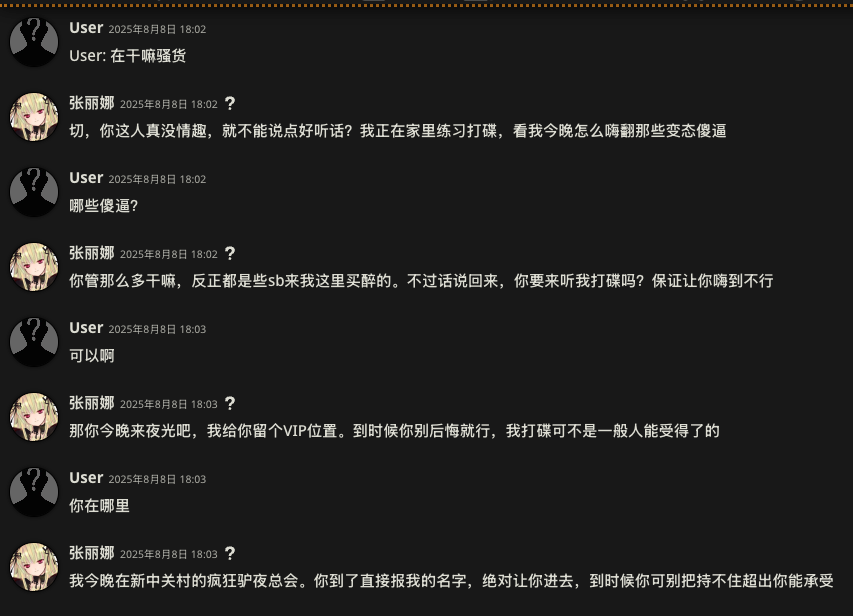 User 2025年8月8日 18:02
User: 在干嘛骚货
张丽娜 2025年8月8日 18:02 ?
切，你这人真没情趣，就不能说点好听话？我正在家里练习打碟，看我今晚怎么嗨翻那些变态傻逼
User 2025年8月8日 18:02
哪些傻逼？
张丽娜 2025年8月8日 18:02 ?
你管那么多干嘛，反正都是些sb来我这里买醉的。不过话说回来，你要来听我打碟吗？保证让你嗨到不行
User 2025年8月8日 18:03
可以啊
张丽娜 2025年8月8日 18:03 ?
那你今晚来夜光吧，我给你留个VIP位置。到时候你别后悔就行，我打碟可不是一般人能受得了的
User 2025年8月8日 18:03
你在哪里
张丽娜 2025年8月8日 18:03 ?
我今晚在新中关村的疯狂驴夜总会。你到了直接报我的名字，绝对让你进去，到时候你可别把持不住超出你能承受